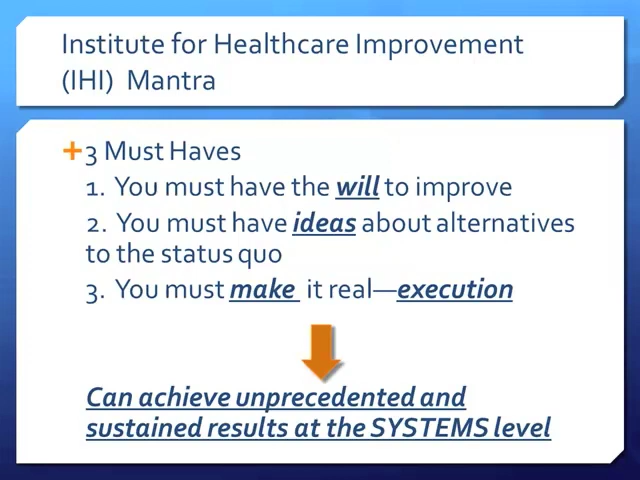 Institute for Healthcare Improvement
(IHI)  Mantra
3 Must Haves
1.  You must have the will to improve
2.  You must have ideas about alternatives
to the status quo
3.  You must make  it real—execution
Can achieve unprecedented and
sustained results at the SYSTEMS level